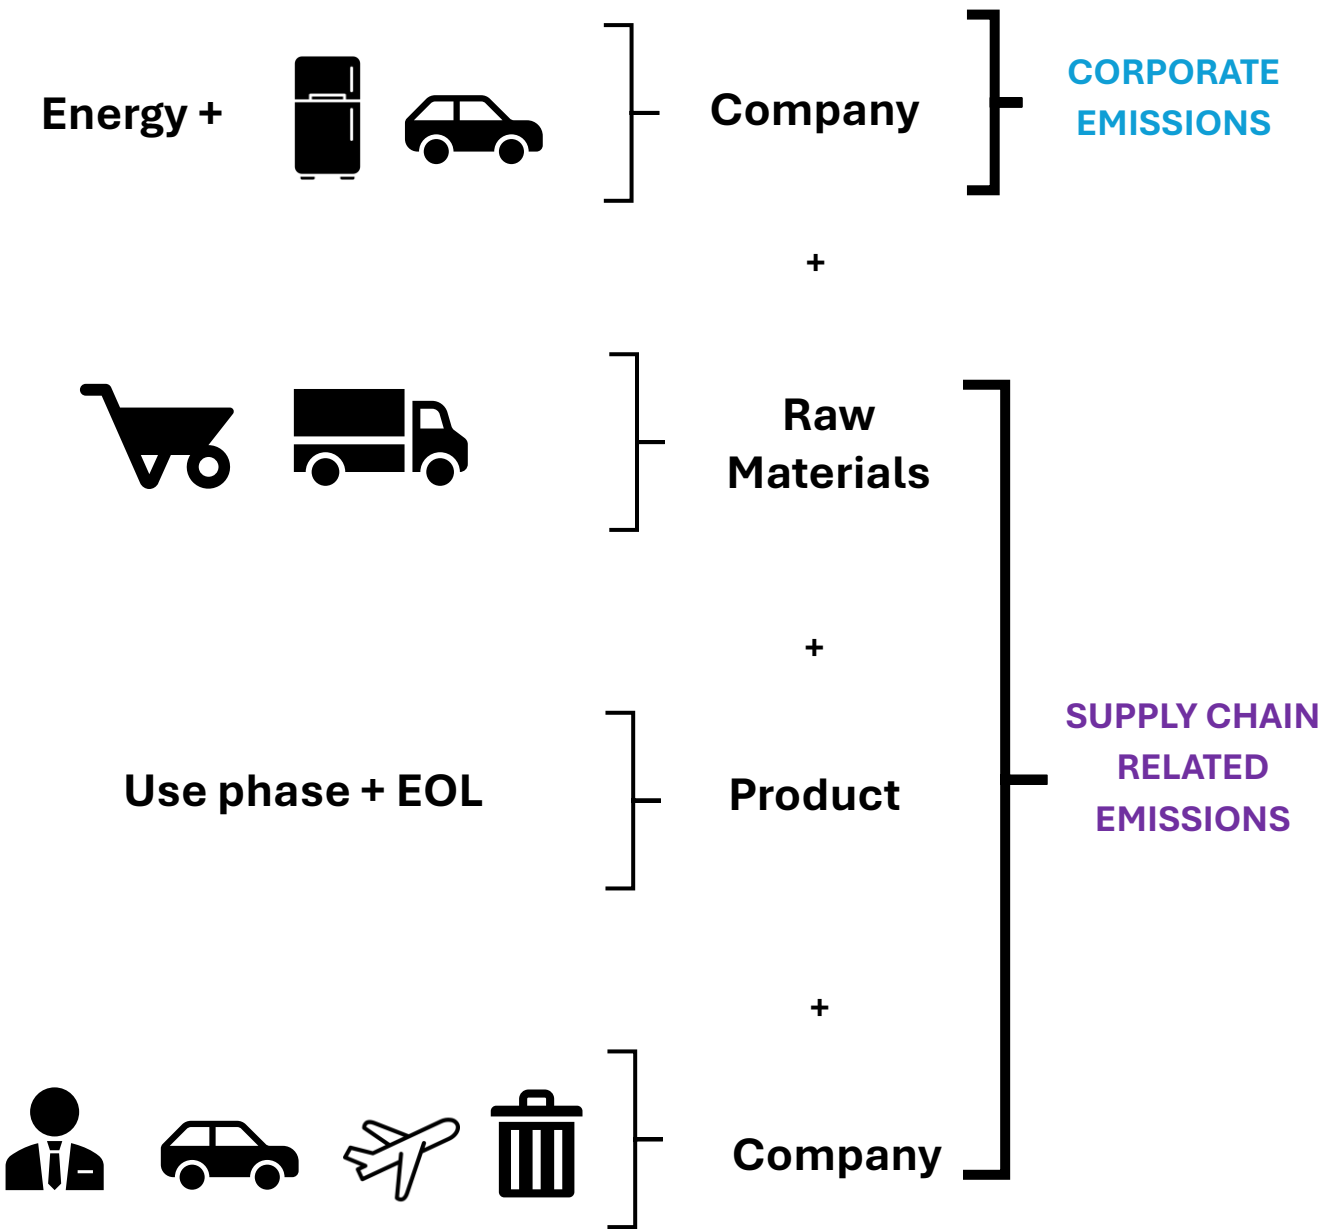 Energy +
Company
CORPORATE
EMISSIONS
+
Raw
Materials
+
Use phase + EOL
Product
SUPPLY CHAIN
RELATED
EMISSIONS
+
Company